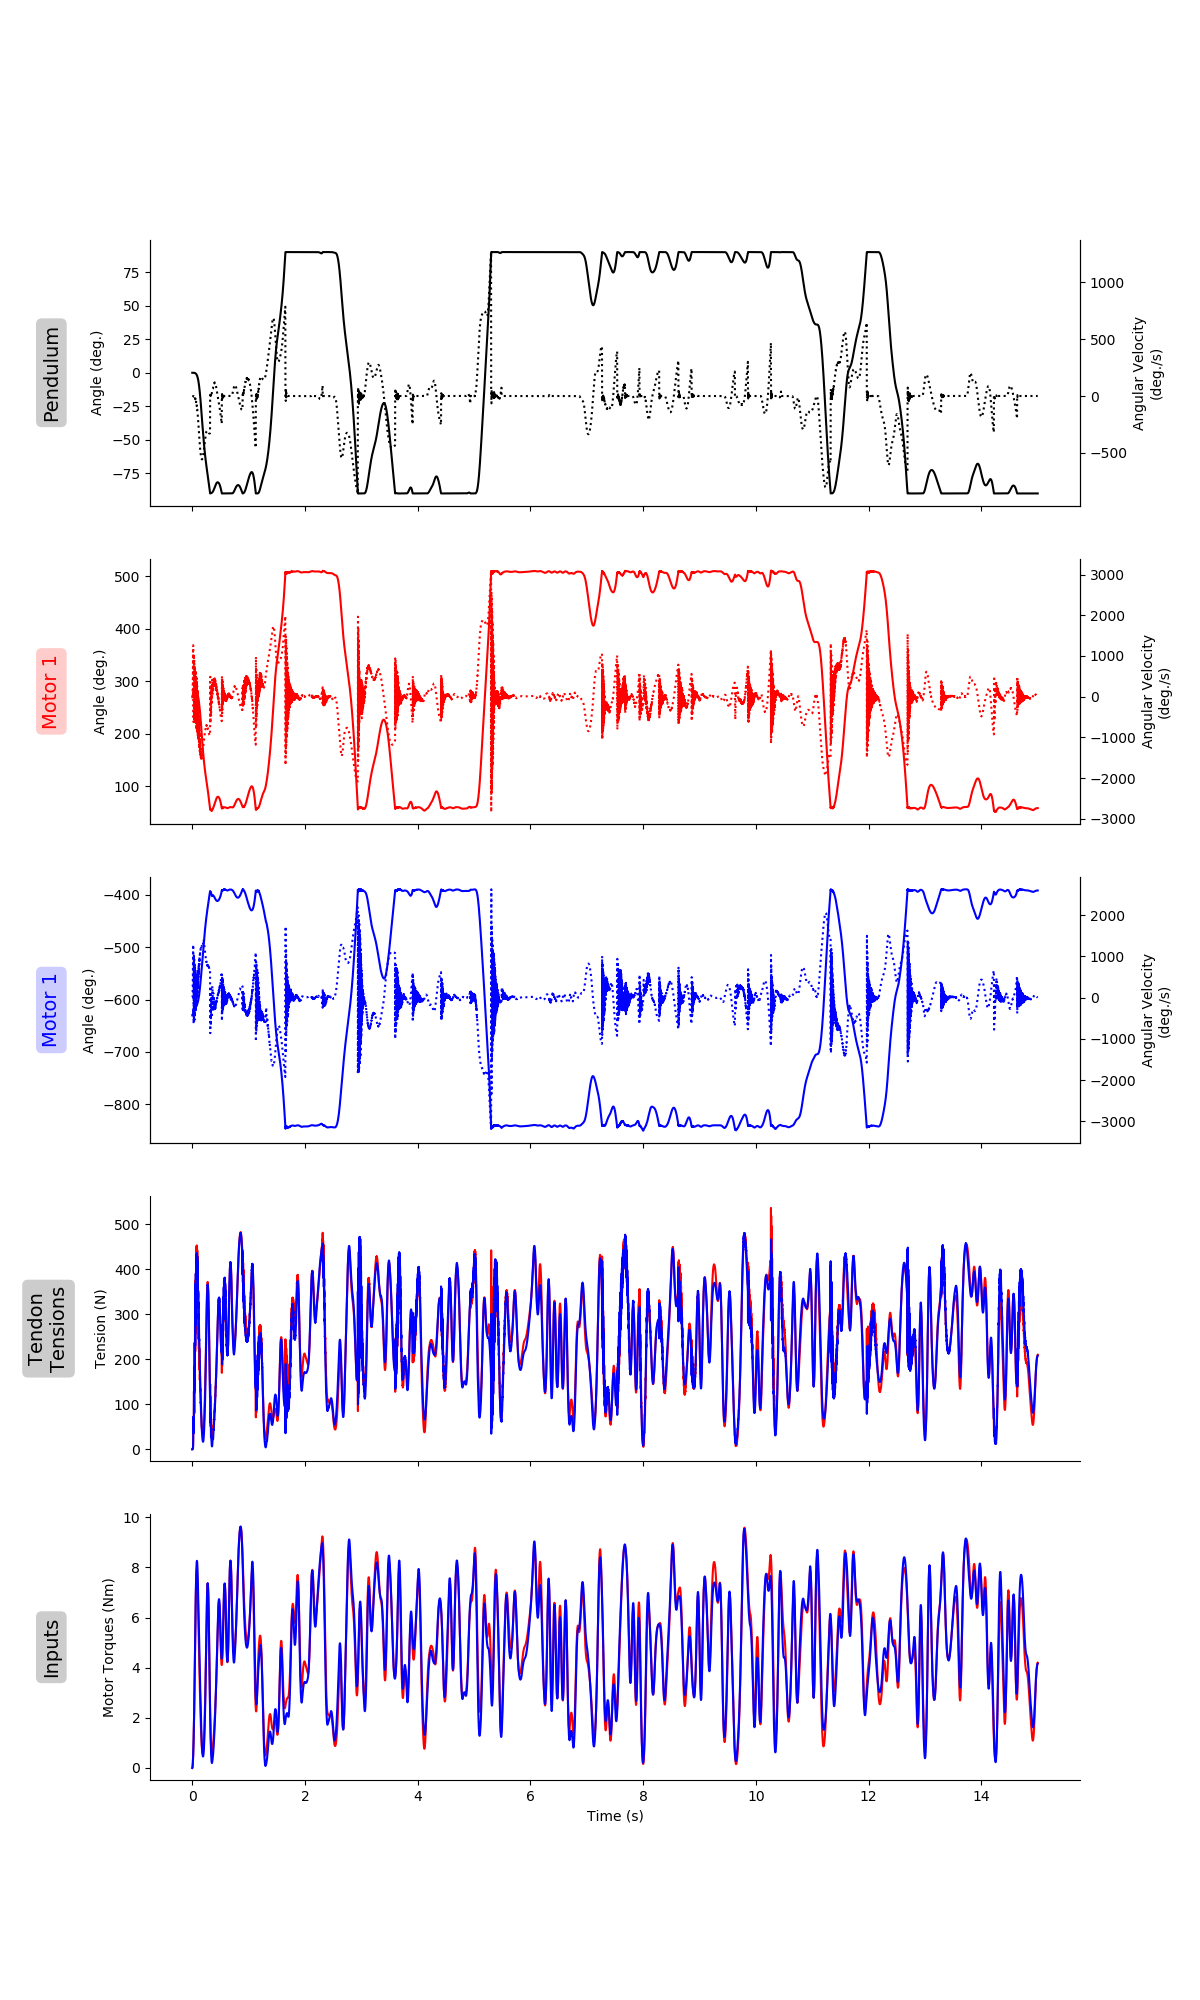 Pendulum
Angle (deg.)
75
50
25
0
−25
−50
−75
1000
500
0
−500
Angular Velocity
(deg./s)
Motor 1
Angle (deg.)
500
400
300
200
100
3000
2000
1000
0
−1000
−2000
−3000
Angular Velocity
(deg./s)
Motor 1
Angle (deg.)
−400
−500
−600
−700
−800
2000
1000
0
−1000
−2000
−3000
Angular Velocity
(deg./s)
Tendon
Tensions
Tension (N)
500
400
300
200
100
0
Inputs
Motor Torques (Nm)
10
8
6
4
2
0
0 2 4 6 8 10 12 14
Time (s)